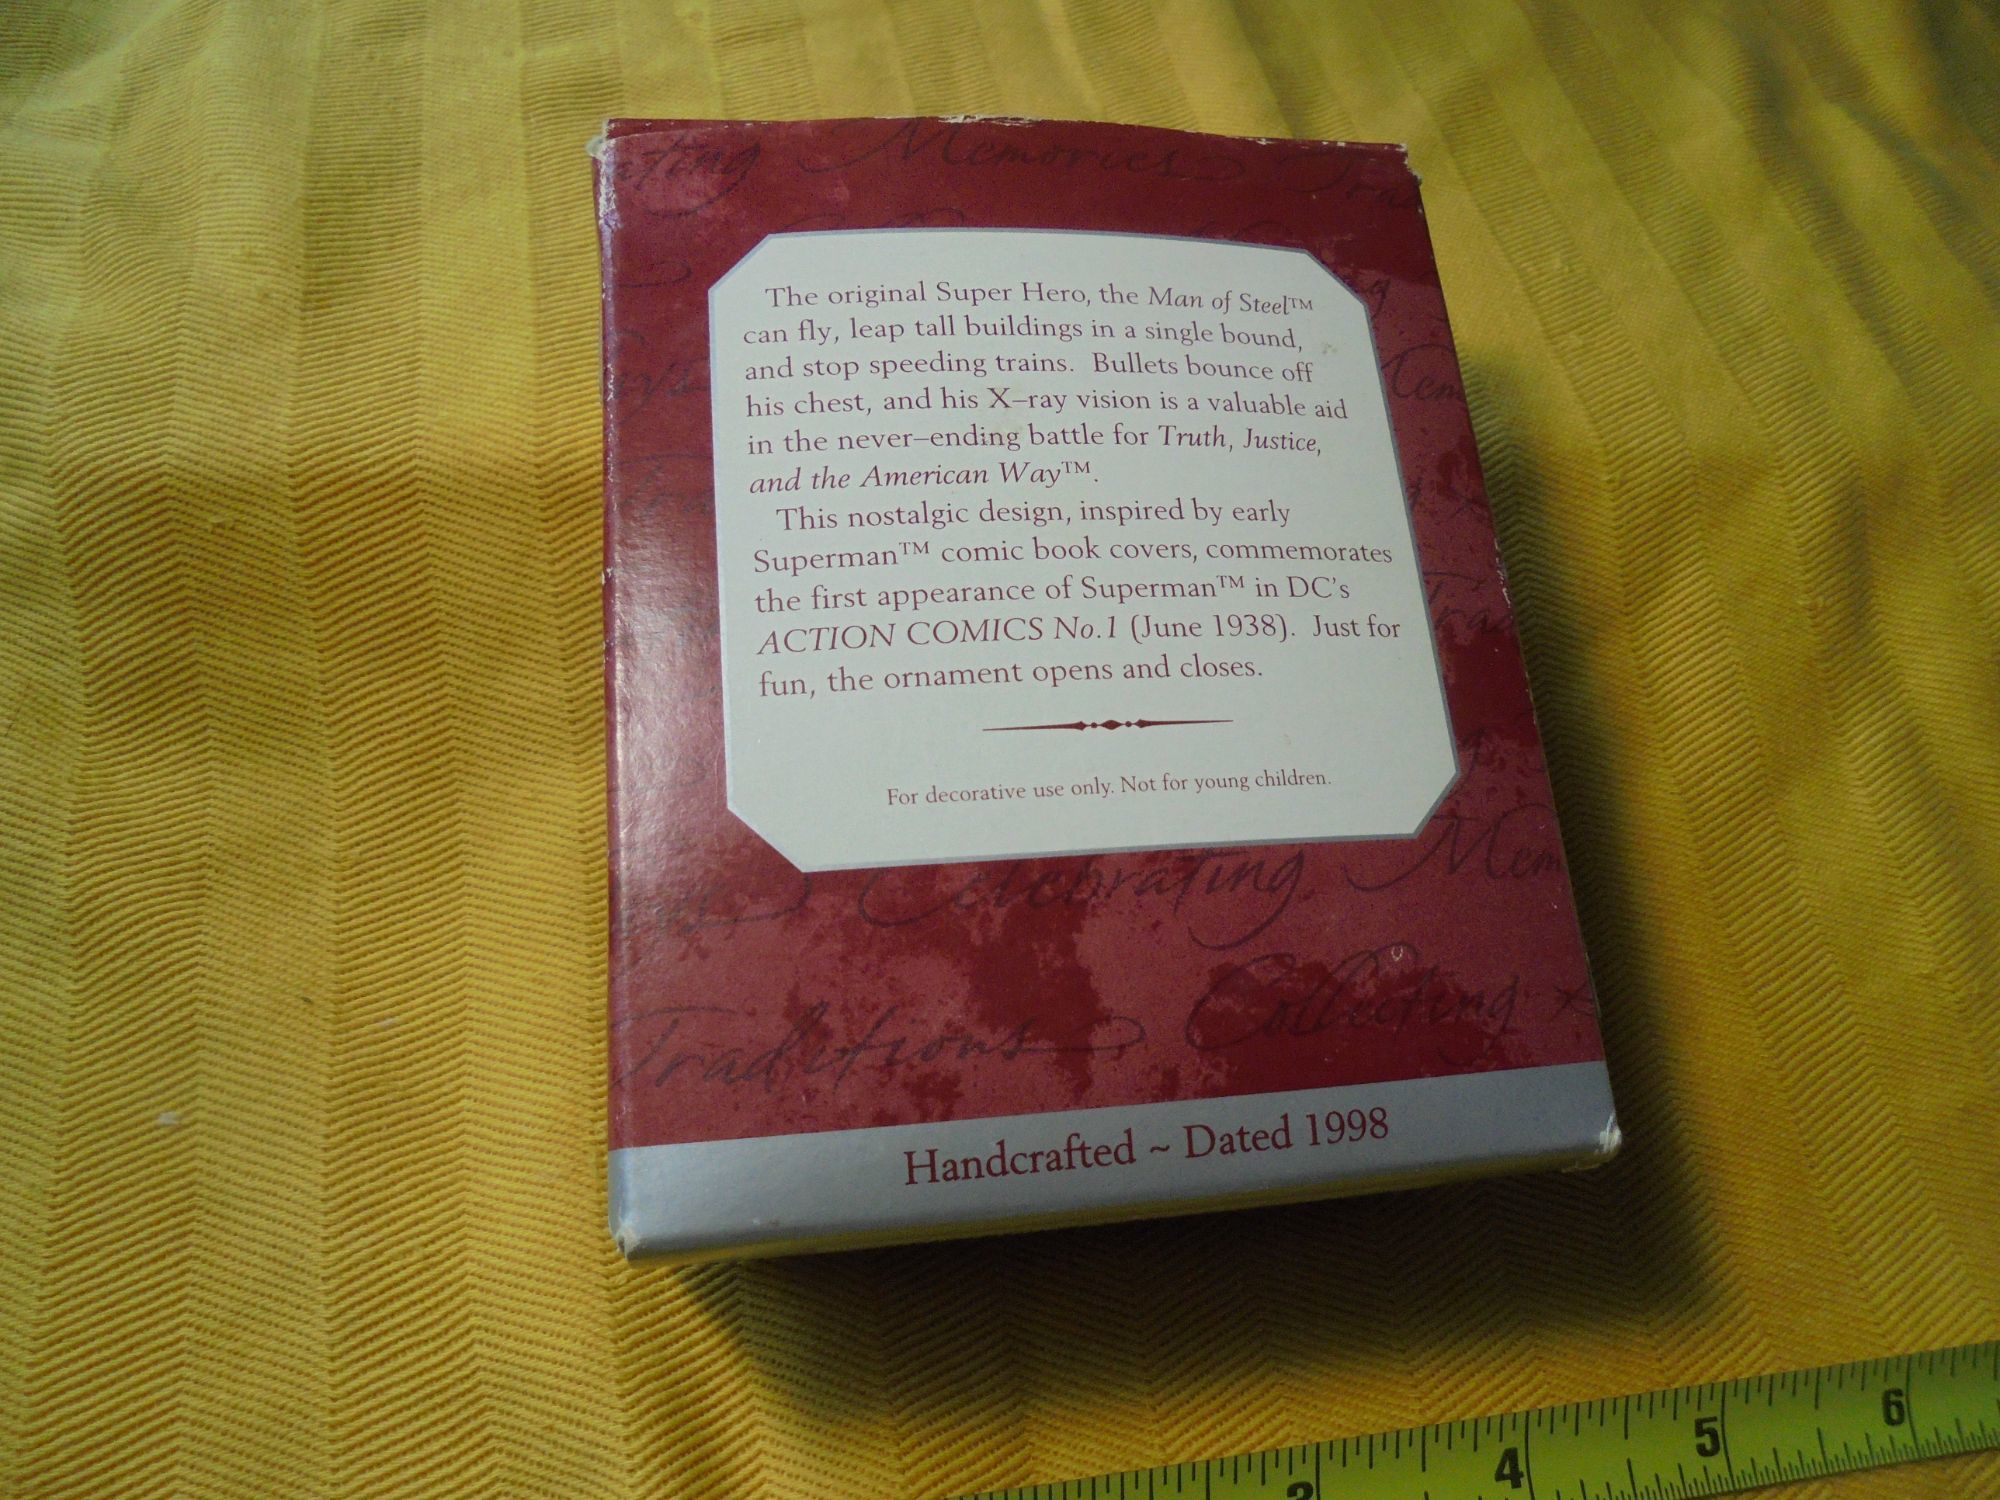 Memories
The original Super Hero, the Man of Steel™
can fly, leap tall buildings in a single bound,
and stop speeding trains. Bullets bounce off
his chest, and his X–ray vision is a valuable aid
in the never–ending battle for Truth, Justice,
and the American Way™.
This nostalgic design, inspired by early
Superman™ comic book covers, commemorates
the first appearance of Superman™ in DC's
ACTION COMICS No.1 (June 1938). Just for
fun, the ornament opens and closes.
For decorative use only. Not for young children.
Celebrating Mem
Traditions Collecting
Handcrafted ~ Dated 1998
3 4 5 6